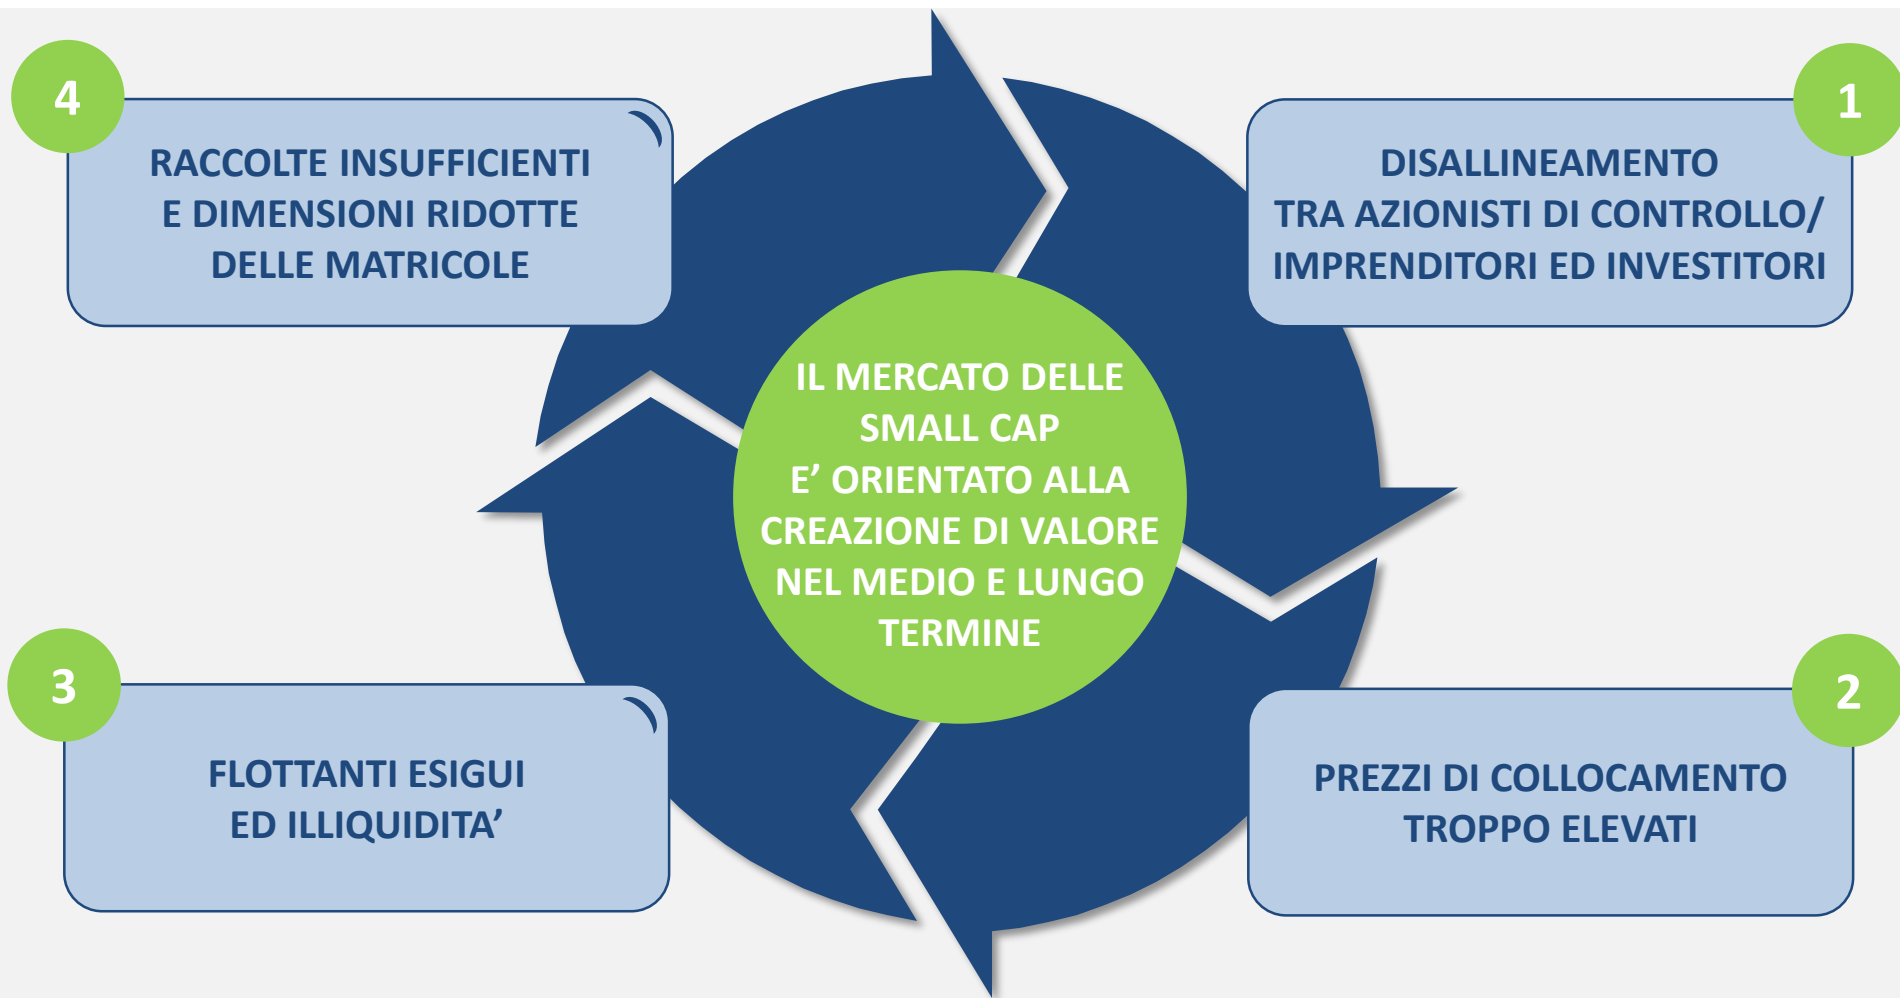 4
RACCOLTE INSUFFICIENTI
E DIMENSIONI RIDOTTE
DELLE MATRICOLE
1
DISALLINEAMENTO
TRA AZIONISTI DI CONTROLLO/
IMPRENDITORI ED INVESTITORI
IL MERCATO DELLE
SMALL CAP
E’ ORIENTATO ALLA
CREAZIONE DI VALORE
NEL MEDIO E LUNGO
TERMINE
3
FLOTTANTI ESIGUI
ED ILLIQUIDITA’
2
PREZZI DI COLLOCAMENTO
TROPPO ELEVATI